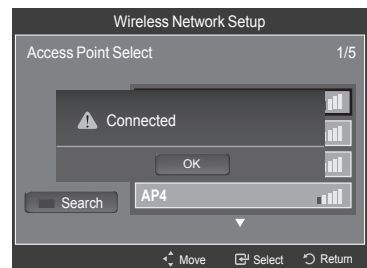 Wireless Network Setup
Access Point Select 1/5
Connected
OK
Search
AP4
Move Select Return